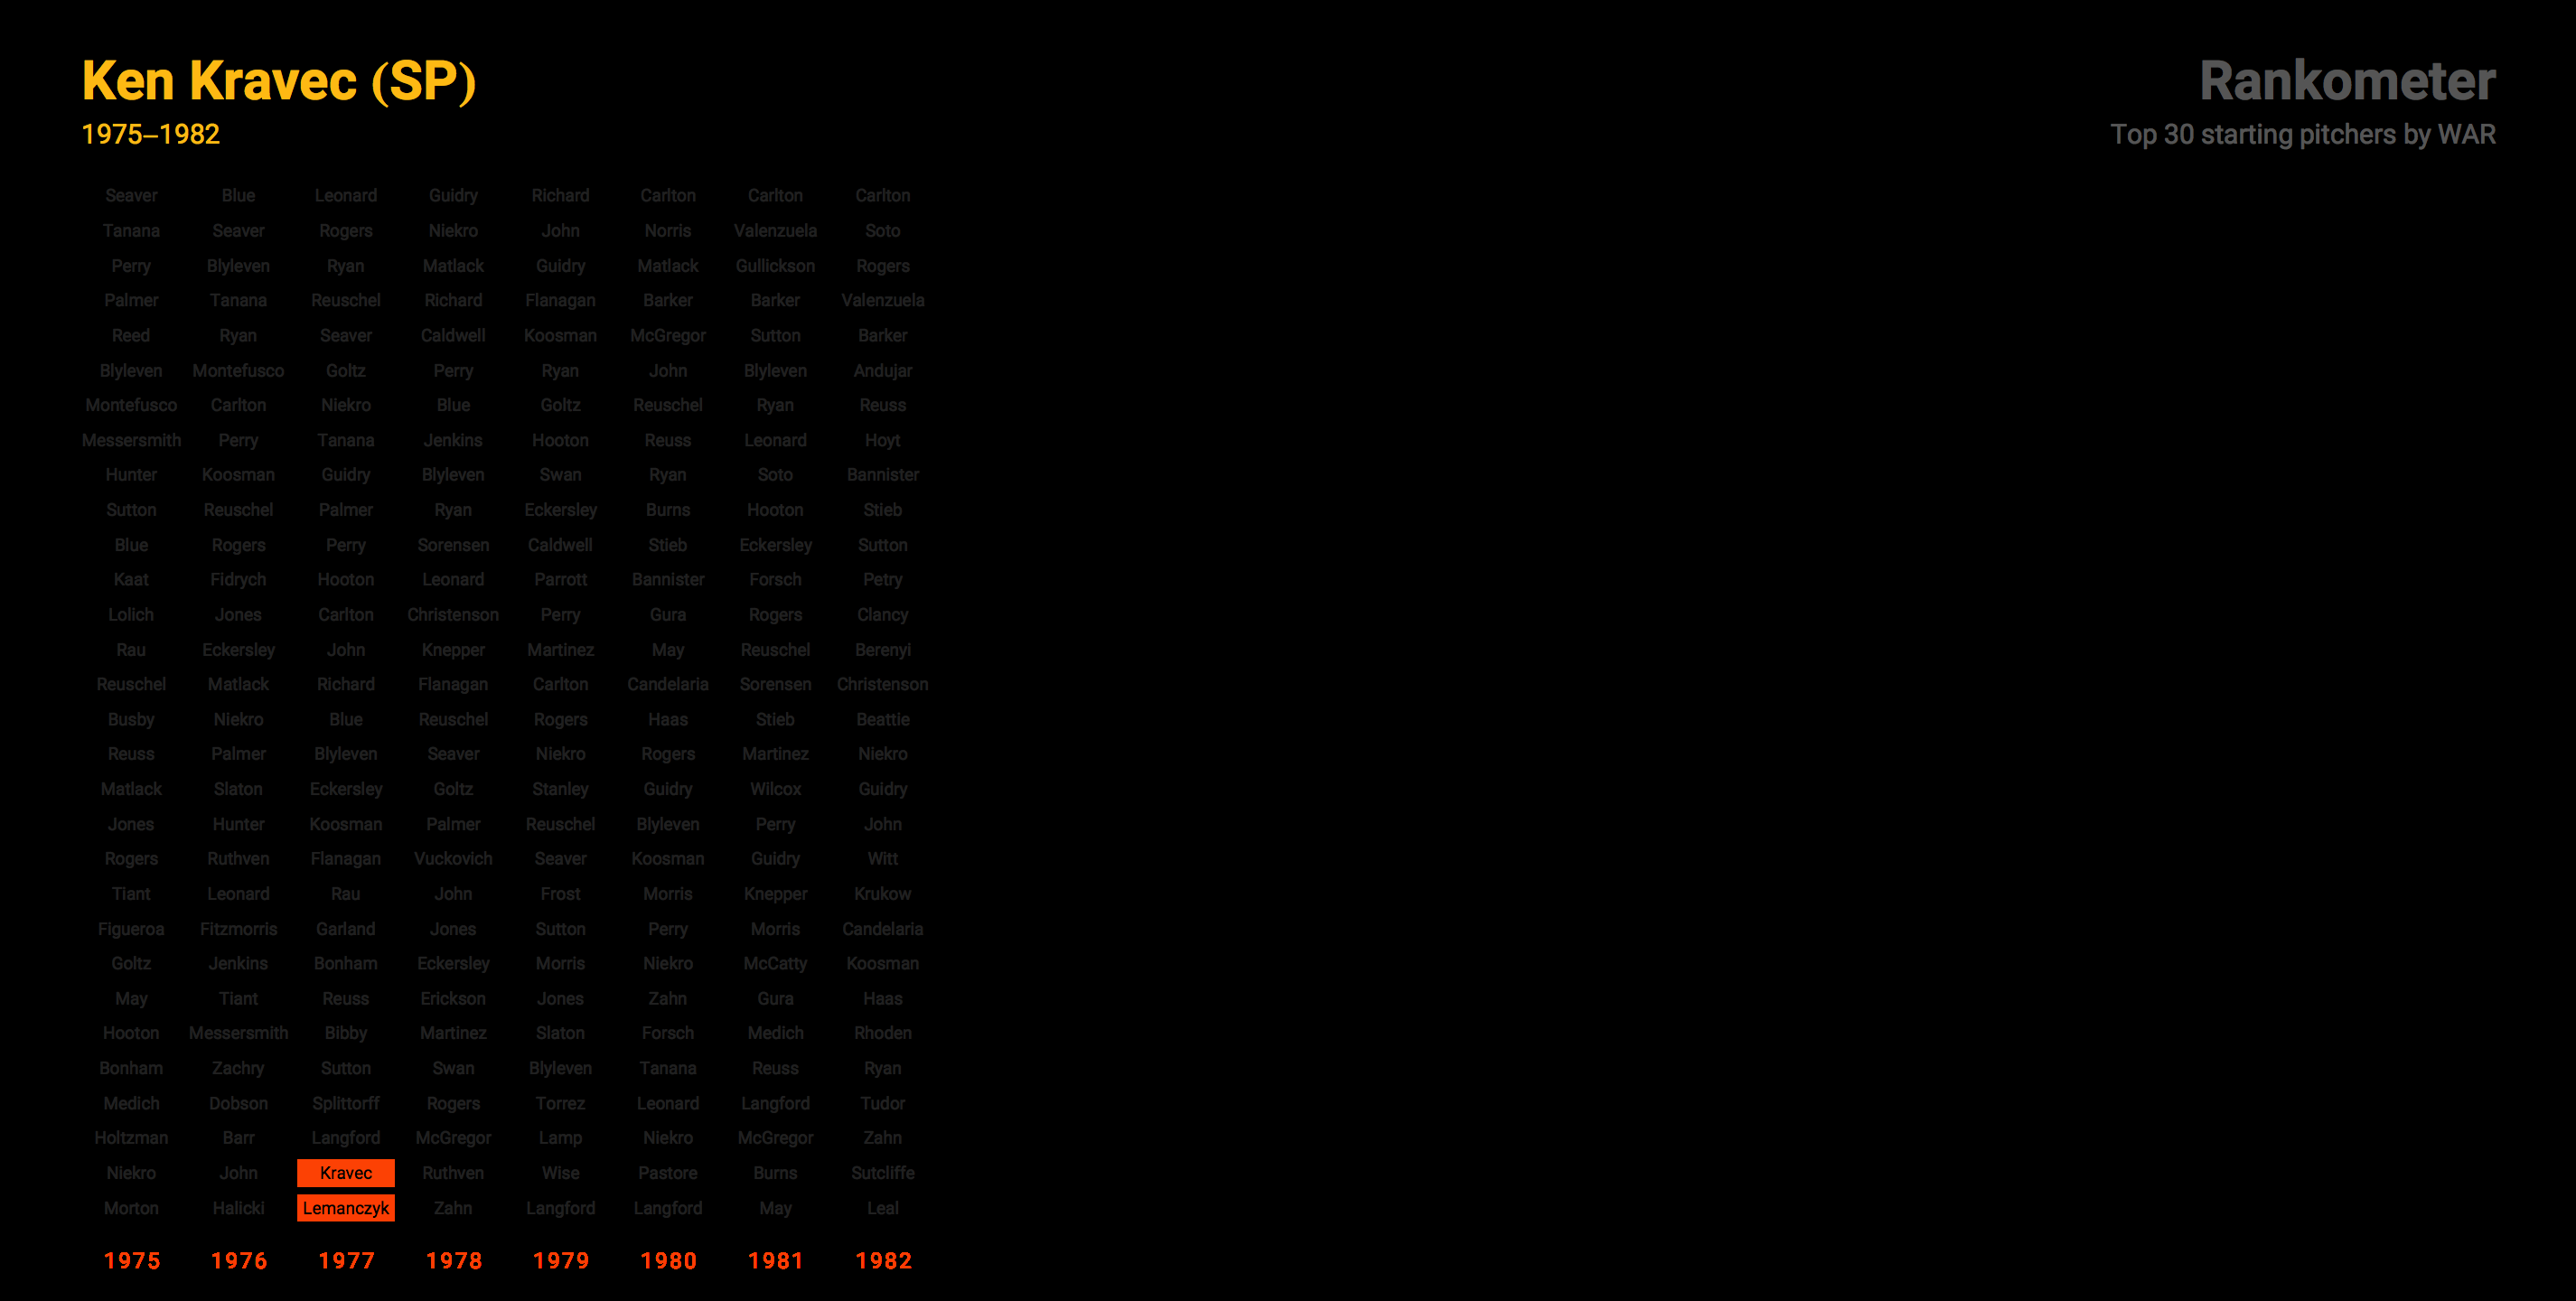 Ken Kravec (SP)
1975–1982
Rankometer
Top 30 starting pitchers by WAR
Seaver Blue Leonard Guidry Richard Carlton Carlton Carlton
Tanana Seaver Rogers Niekro John Norris Valenzuela Soto
Perry Blyleven Ryan Matlack Guidry Matlack Gullickson Rogers
Palmer Tanana Reuschel Richard Flanagan Barker Barker Valenzuela
Reed Ryan Seaver Caldwell Koosman McGregor Sutton Barker
Blyleven Montefusco Goltz Perry Ryan John Blyleven Andujar
Montefusco Carlton Niekro Blue Goltz Reuschel Ryan Reuss
Messersmith Perry Tanana Jenkins Hooton Reuss Leonard Hoyt
Hunter Koosman Guidry Blyleven Swan Ryan Soto Bannister
Sutton Reuschel Palmer Ryan Eckersley Burns Hooton Stieb
Blue Rogers Perry Sorensen Caldwell Stieb Eckersley Sutton
Kaat Fidrych Hooton Leonard Parrott Bannister Forsch Petry
Lolich Jones Carlton Christenson Perry Gura Rogers Clancy
Rau Eckersley John Knepper Martinez May Reuschel Berenyi
Reuschel Matlack Richard Flanagan Carlton Candelaria Sorensen Christenson
Busby Niekro Blue Reuschel Rogers Haas Stieb Beattie
Reuss Palmer Blyleven Seaver Niekro Rogers Martinez Niekro
Matlack Slaton Eckersley Goltz Stanley Guidry Wilcox Guidry
Jones Hunter Koosman Palmer Reuschel Blyleven Perry John
Rogers Ruthven Flanagan Vuckovich Seaver Koosman Guidry Witt
Tiant Leonard Rau John Frost Morris Knepper Krukow
Figueroa Fitzmorris Garland Jones Sutton Perry Morris Candelaria
Goltz Jenkins Bonham Eckersley Morris Niekro McCatty Koosman
May Tiant Reuss Erickson Jones Zahn Gura Haas
Hooton Messersmith Bibby Martinez Slaton Forsch Medich Rhoden
Bonham Zachry Sutton Swan Blyleven Tanana Reuss Ryan
Medich Dobson Splittorff Rogers Torrez Leonard Langford Tudor
Holtzman Barr Langford McGregor Lamp Niekro McGregor Zahn
Niekro John Kravec Ruthven Wise Pastore Burns Sutcliffe
Morton Halicki Lemanczyk Zahn Langford Langford May Leal
1975 1976 1977 1978 1979 1980 1981 1982